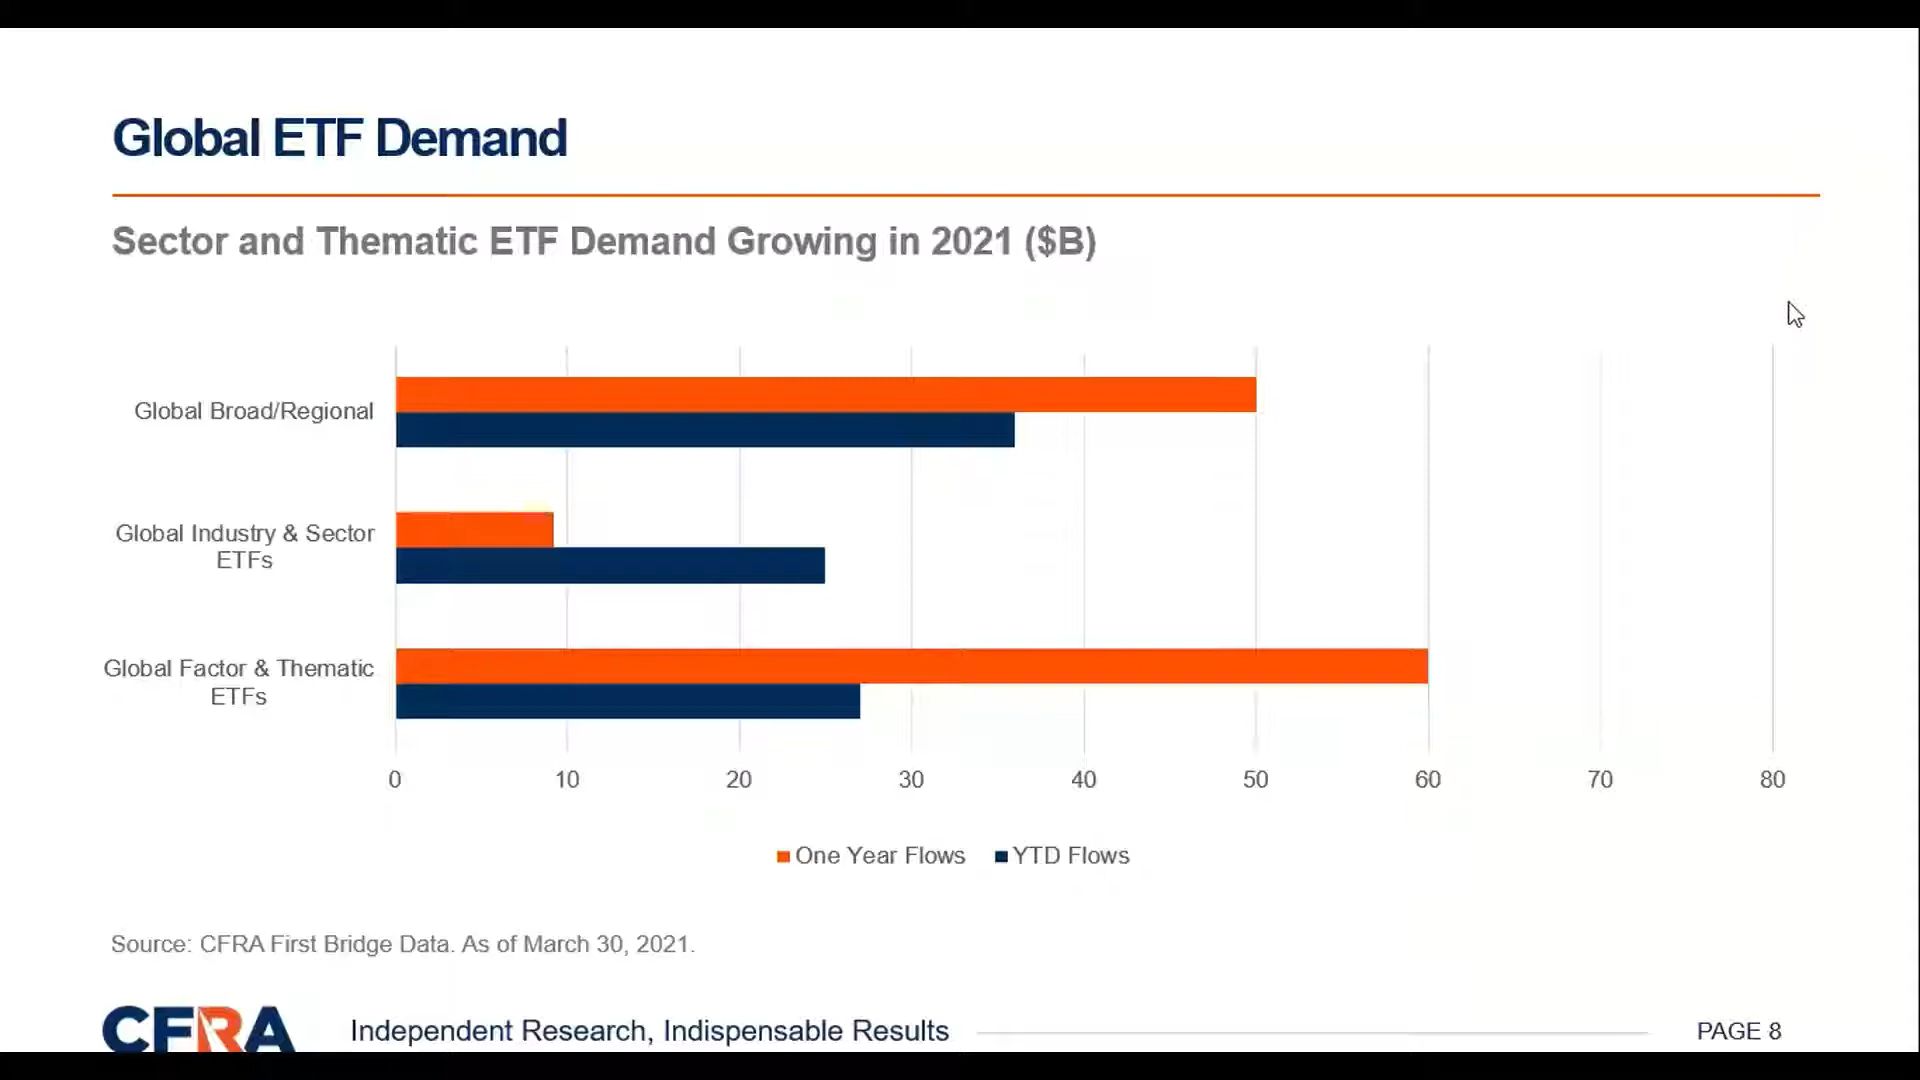 Global ETF Demand
Sector and Thematic ETF Demand Growing in 2021 ($B)
Global Broad/Regional
Global Industry & Sector
ETFs
Global Factor & Thematic
ETFs
0 10 20 30 40 50 60 70 80
One Year Flows YTD Flows
Source: CFRA First Bridge Data. As of March 30, 2021.
CFRA Independent Research, Indispensable Results PAGE 8